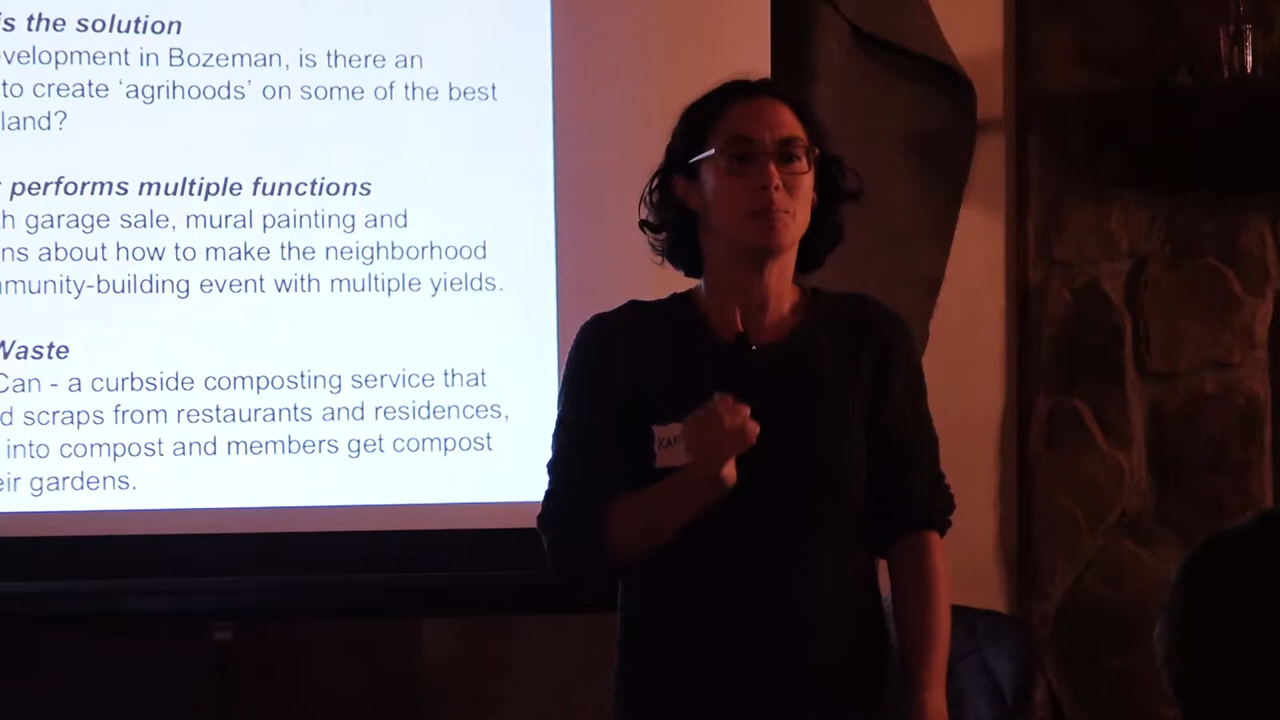 is the solution
velopment in Bozeman, is there an
to create ‘agrihoods’ on some of the best
land?
performs multiple functions
h garage sale, mural painting and
ns about how to make the neighborhood
munity-building event with multiple yields.
Waste
Can - a curbside composting service that
d scraps from restaurants and residences,
into compost and members get compost
eir gardens.